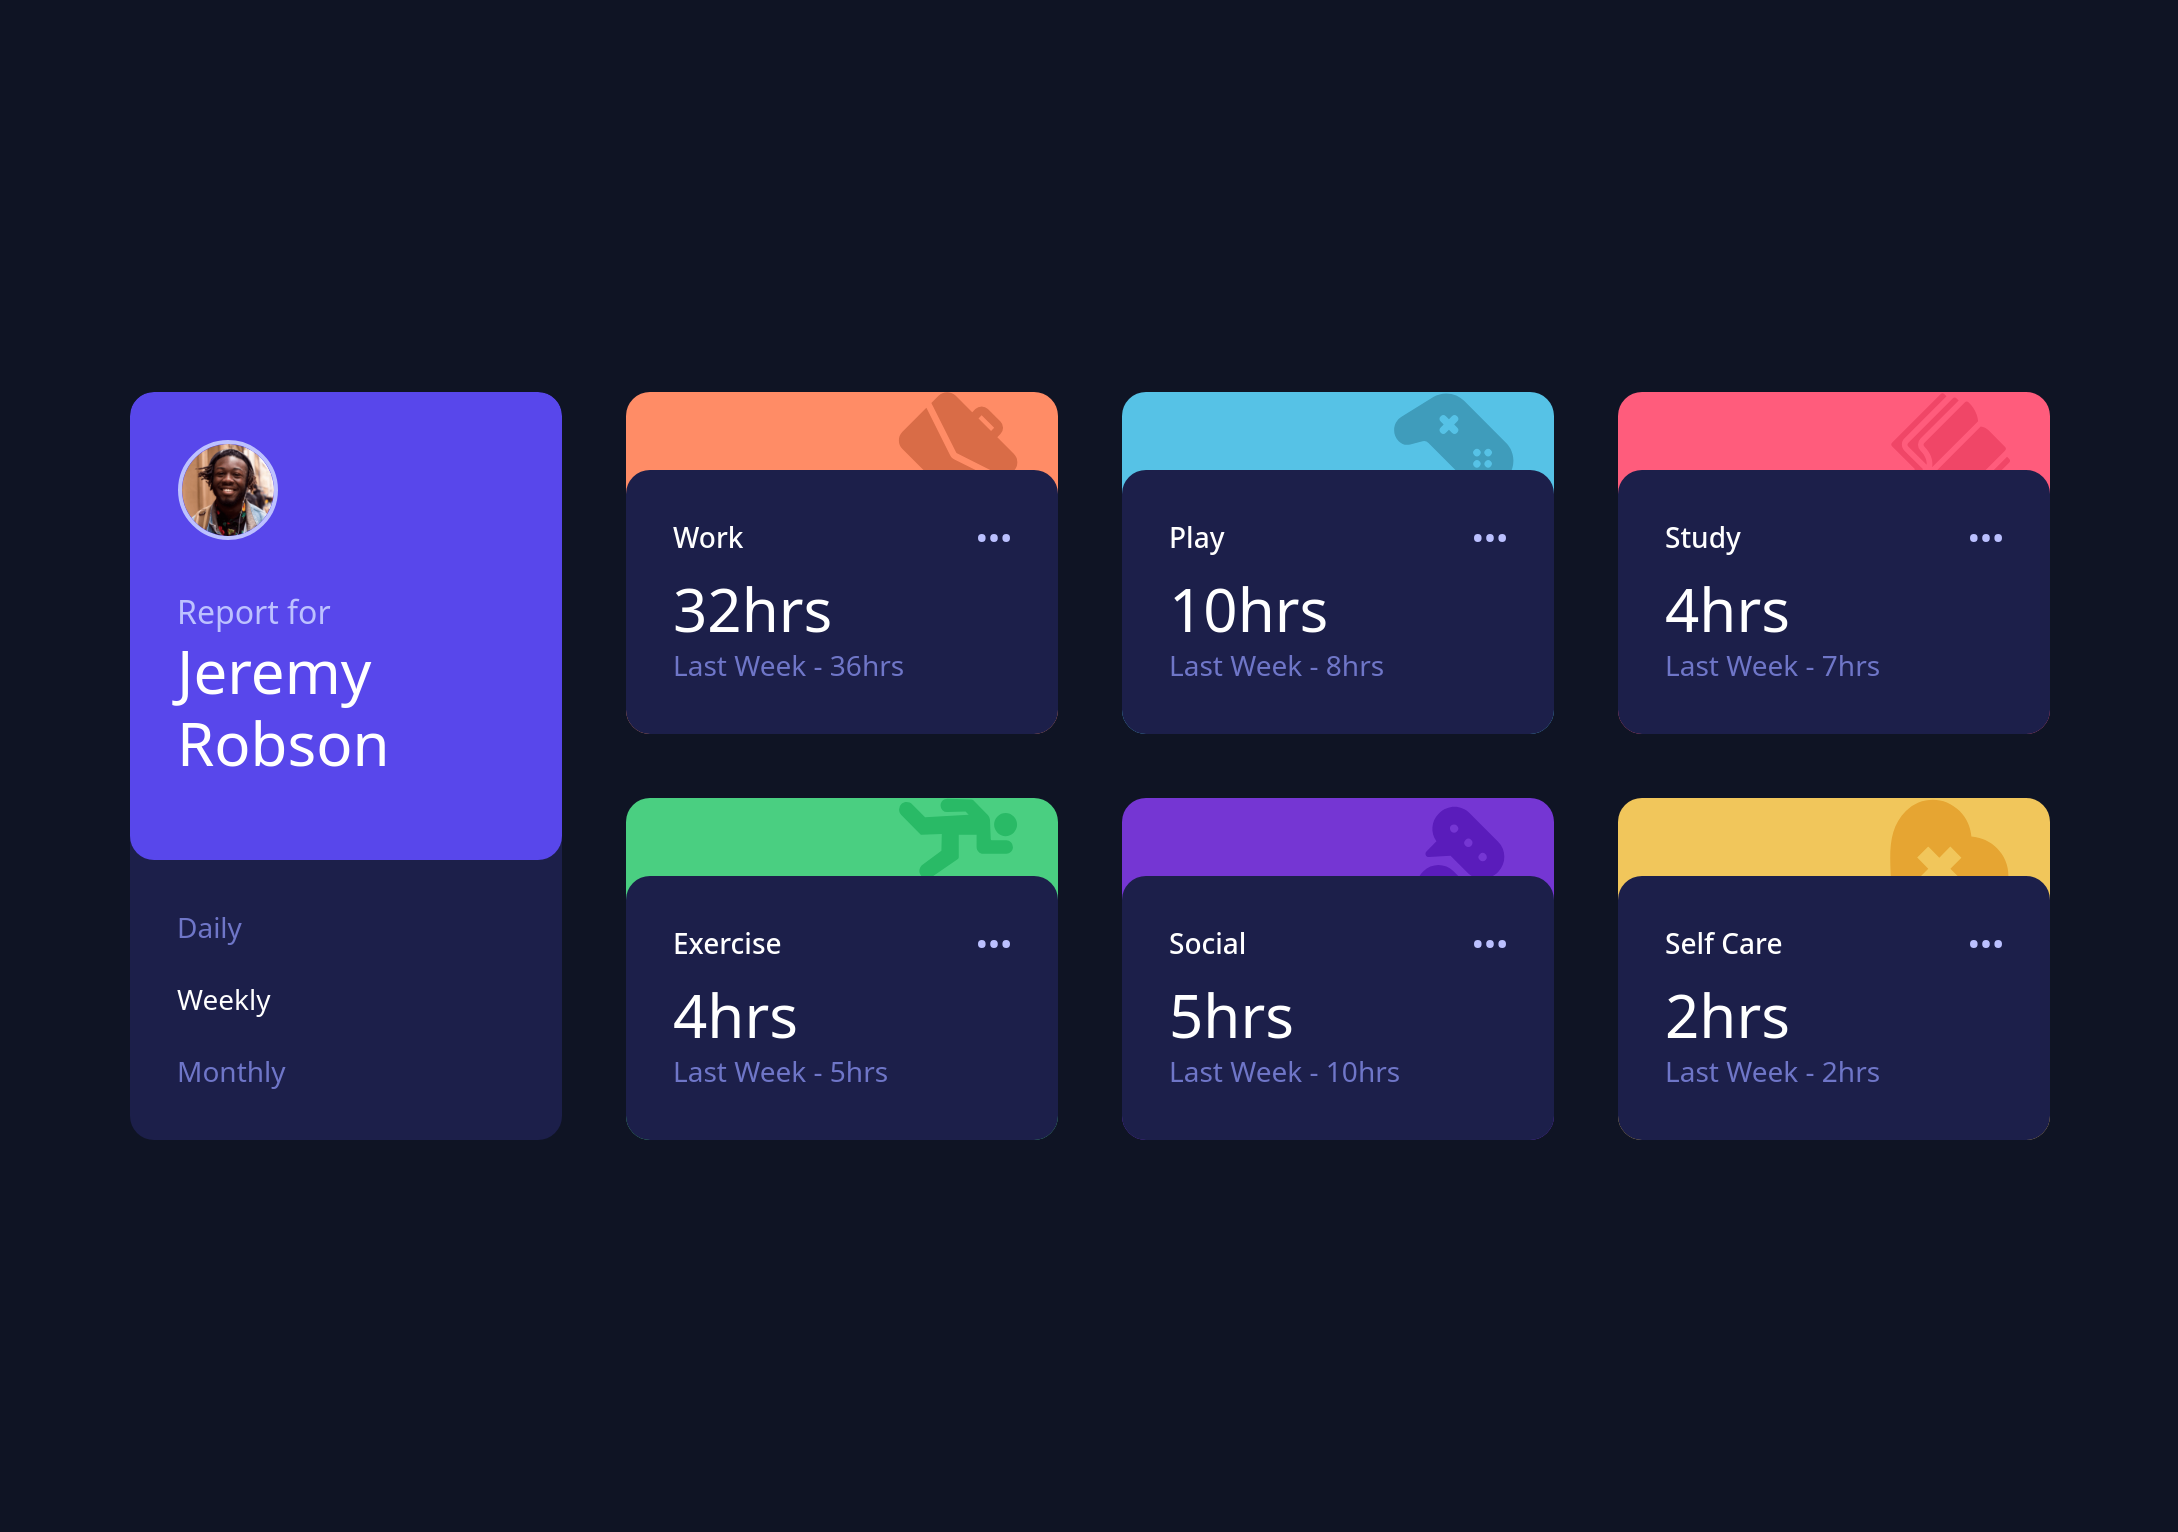 Report for
Jeremy
Robson
Daily
Weekly
Monthly
Work
32hrs
Last Week - 36hrs
Play
10hrs
Last Week - 8hrs
Study
4hrs
Last Week - 7hrs
Exercise
4hrs
Last Week - 5hrs
Social
5hrs
Last Week - 10hrs
Self Care
2hrs
Last Week - 2hrs